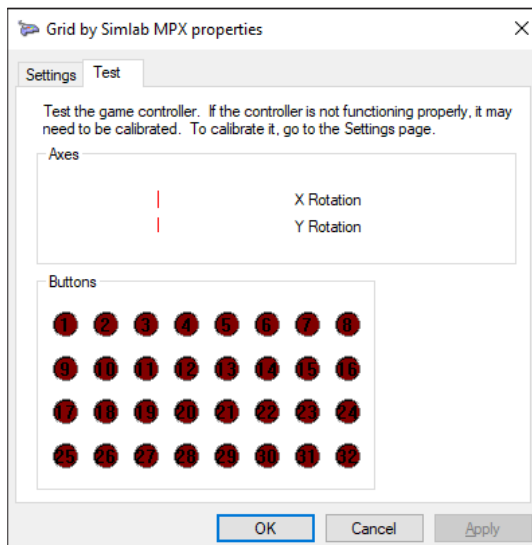 Grid by Simlab MPX properties
Settings Test
Test the game controller. If the controller is not functioning properly, it may
need to be calibrated. To calibrate it, go to the Settings page.
Axes
X Rotation
Y Rotation
Buttons
1 2 3 4 5 6 7 8
9 10 11 12 13 14 15 16
17 18 19 20 21 22 23 24
25 26 27 28 29 30 31 32
OK Cancel Apply